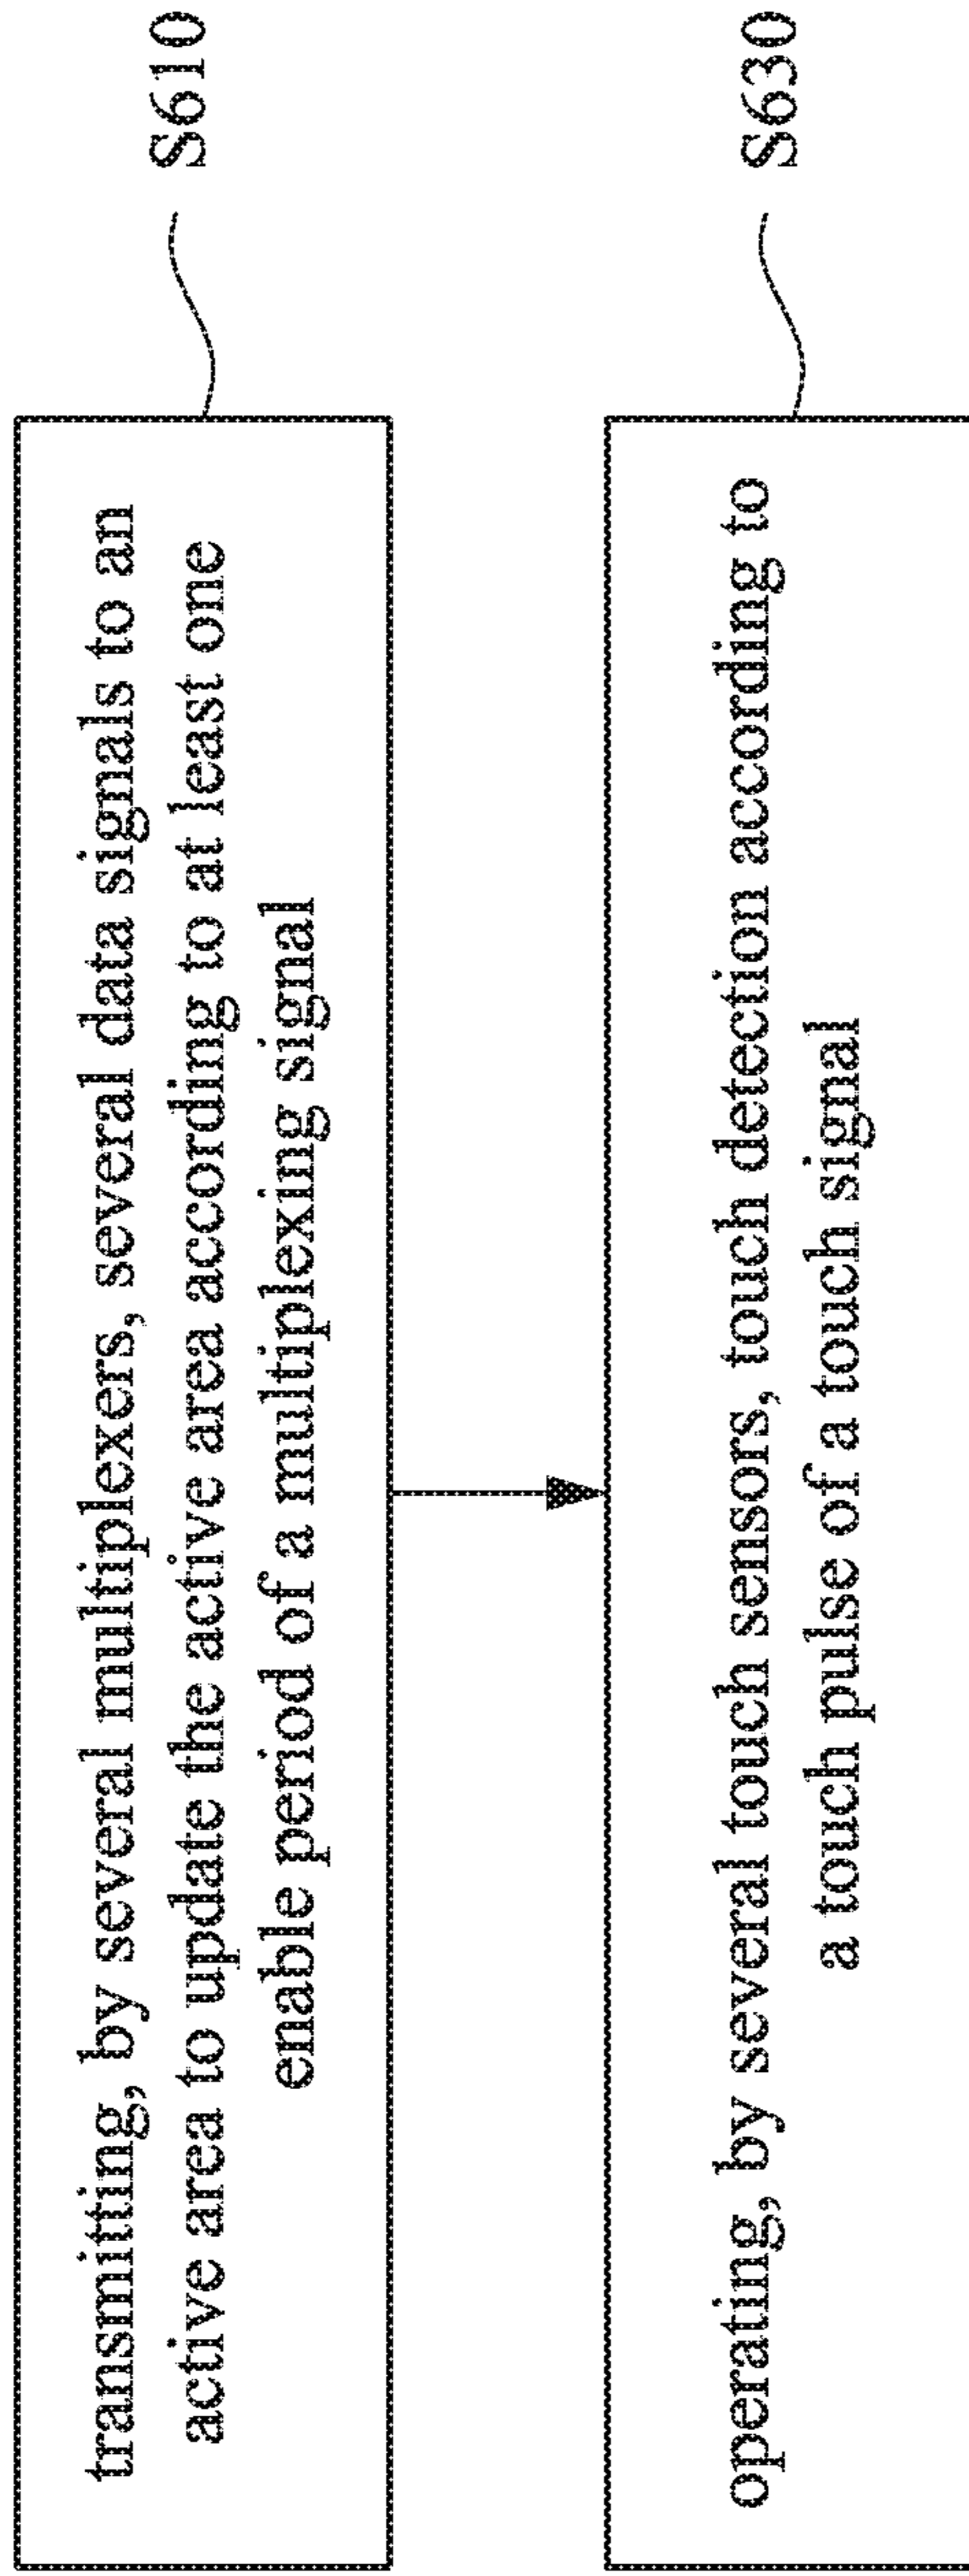 transmitting, by several multiplexers, several data signals to an
active area to update the active area according to at least one
enable period of a multiplexing signal
S610
operating, by several touch sensors, touch detection according to
a touch pulse of a touch signal
S630